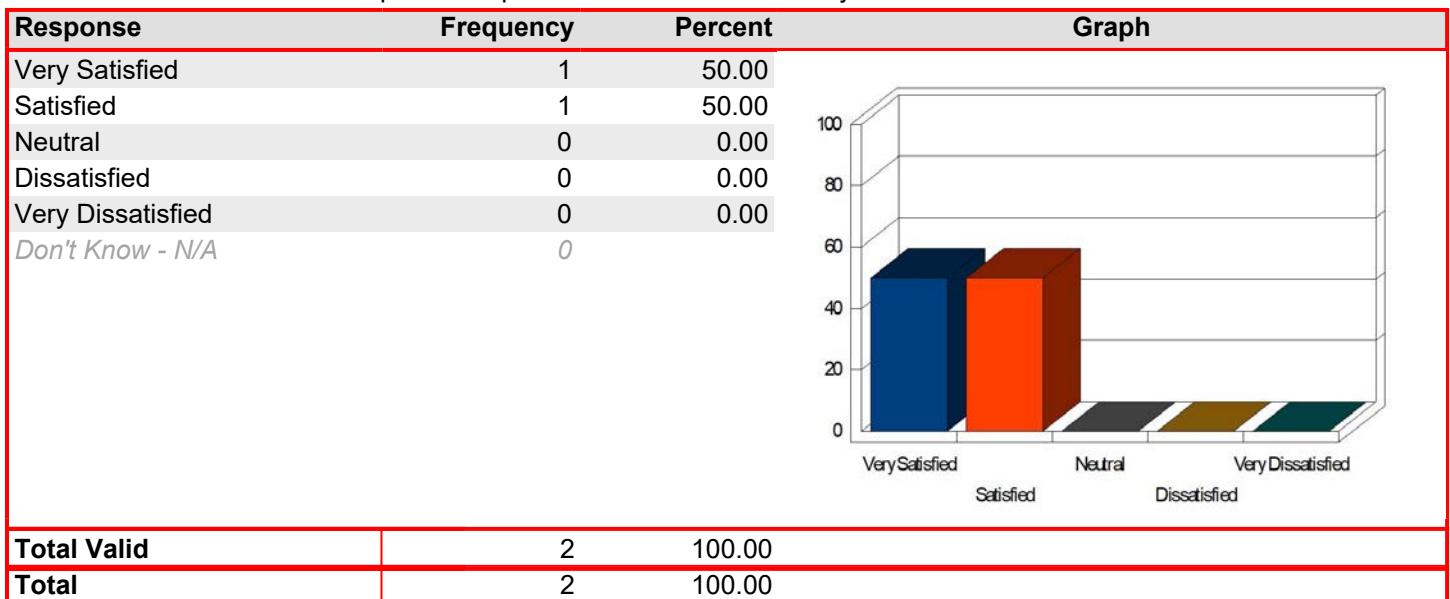 Response Frequency Percent Graph
Very Satisfied 1 50.00
Satisfied 1 50.00
Neutral 0 0.00
Dissatisfied 0 0.00
Very Dissatisfied 0 0.00
Don't Know - N/A 0
100
80
60
40
20
0
Very Satisfied Neutral Very Dissatisfied
Satisfied Dissatisfied
Total Valid 2 100.00
Total 2 100.00